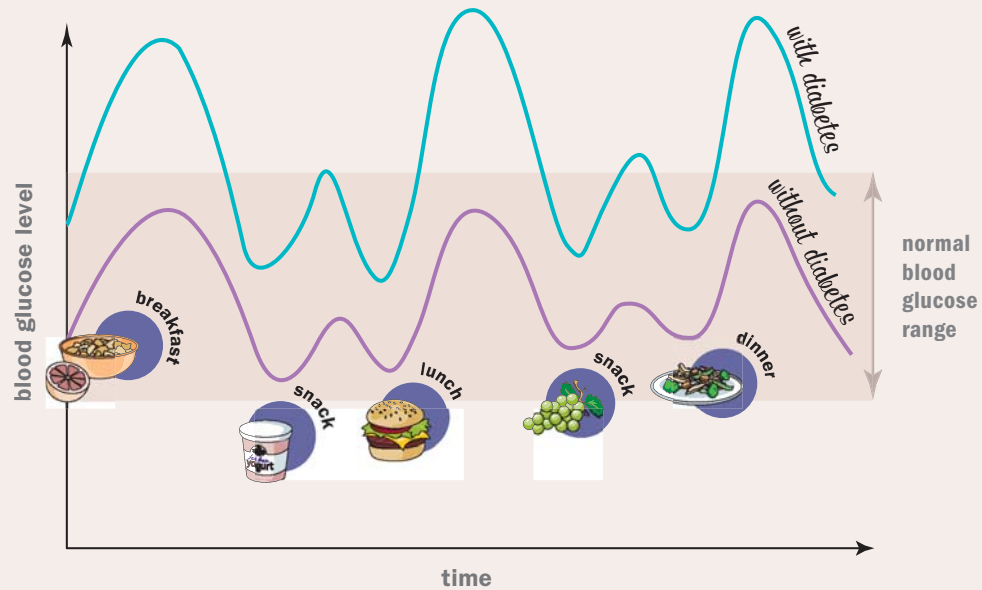 with diabetes
without diabetes
blood glucose level
normal
blood
glucose
range
breakfast
snack
lunch
snack
dinner
yogurt
time